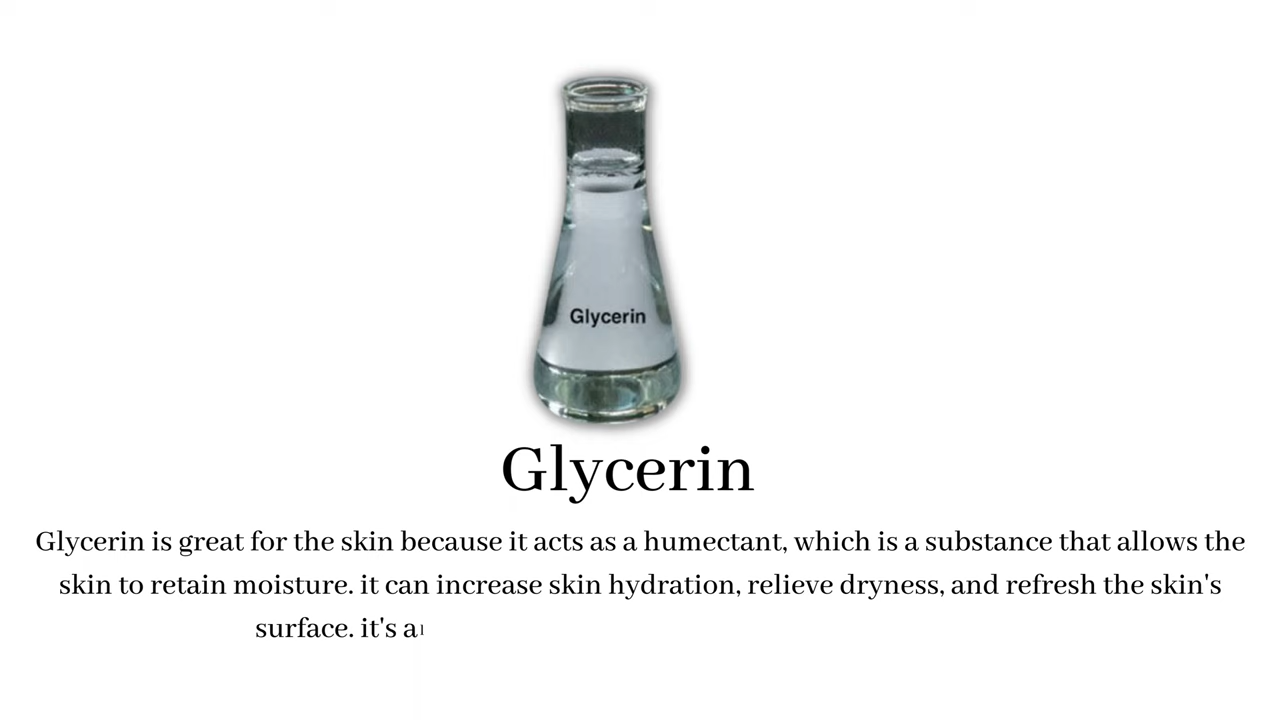 Glycerin
Glycerin
Glycerin is great for the skin because it acts as a humectant, which is a substance that allows the
skin to retain moisture. it can increase skin hydration, relieve dryness, and refresh the skin's
surface. it's a